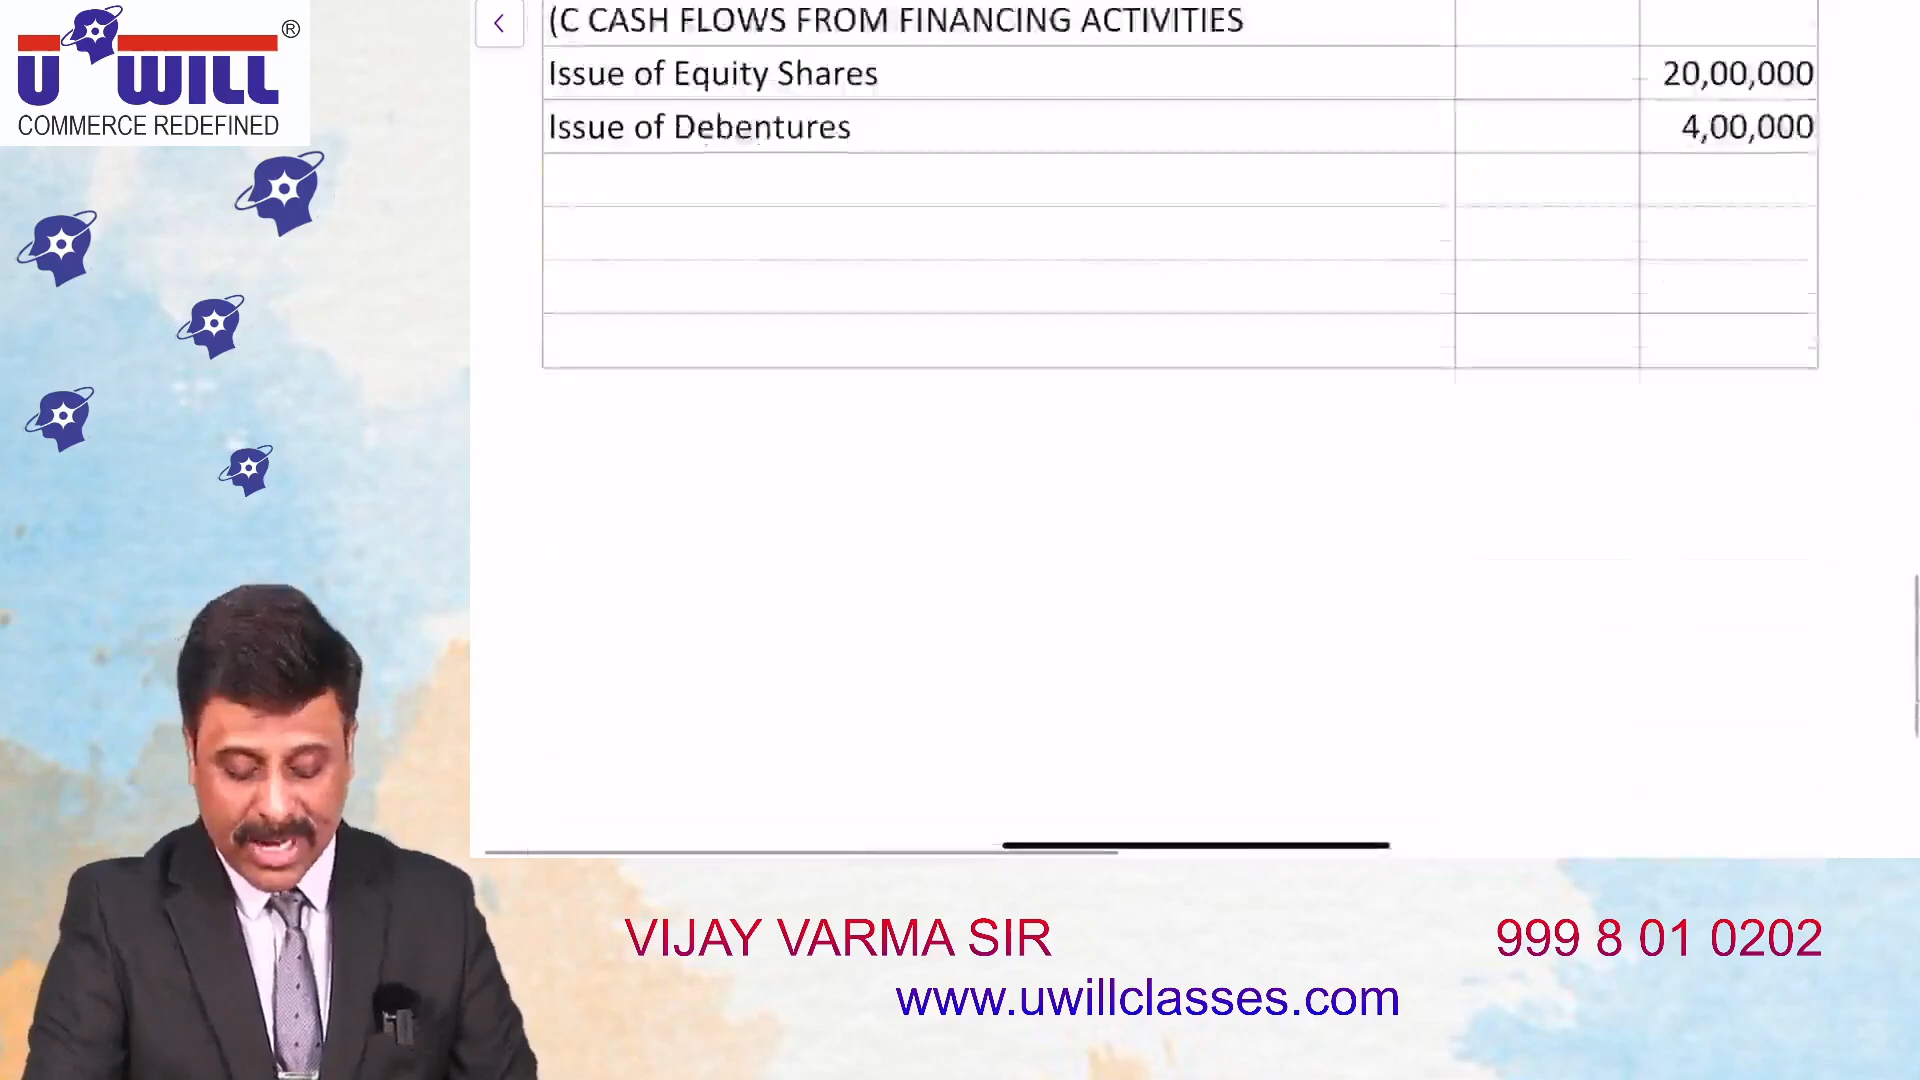 U WILL ®
COMMERCE REDEFINED
(C CASH FLOWS FROM FINANCING ACTIVITIES
Issue of Equity Shares 20,00,000
Issue of Debentures 4,00,000
VIJAY VARMA SIR 999 8 01 0202
www.uwillclasses.com